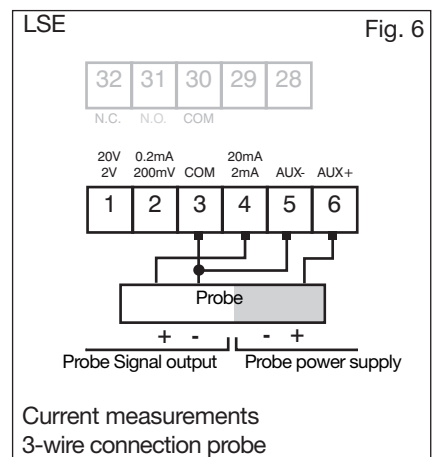 LSE Fig. 6
32 31 30 29 28
N.C. N.O. COM
20V 0.2mA 20mA
2V 200mV COM 2mA AUX- AUX+
1 2 3 4 5 6
Probe
+ - - +
Probe Signal output Probe power supply
Current measurements
3-wire connection probe